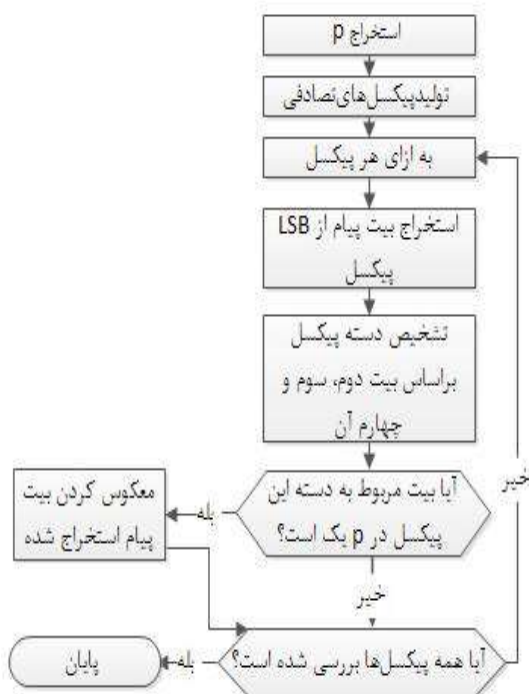 استخراج p
تولیدپیکسل‌های‌تصادفی
به ازای هر پیکسل
استخراج بیت پیام از LSB
پیکسل
تشخیص دسته پیکسل
براساس بیت دوم، سوم و
چهارم آن
آیا بیت مربوط به دسته این
پیکسل در p یک است؟
بله
معکوس کردن بیت
پیام استخراج شده
خیر
خیر
آیا همه پیکسل‌ها بررسی شده است؟
بله
پایان